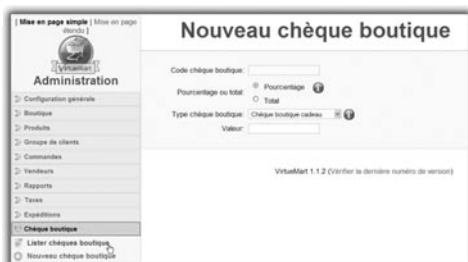 [ Mise en page simple | Mise en page étendu ]
VirtueMart
Administration
Configuration générale
Boutique
Produits
Groupe de clients
Commandes
Vendeurs
Rapports
Taxes
Expéditions
Chèque boutique
Lister chèques boutique
Nouveau chèque boutique
Nouveau chèque boutique
Code chèque boutique:
Pourcentage ou total:
Pourcentage
Total
Type chèque boutique:
Chèque boutique cadeau
Valeur:
VirtueMart 1.1.2 (Vérifier la dernière numéro de version)